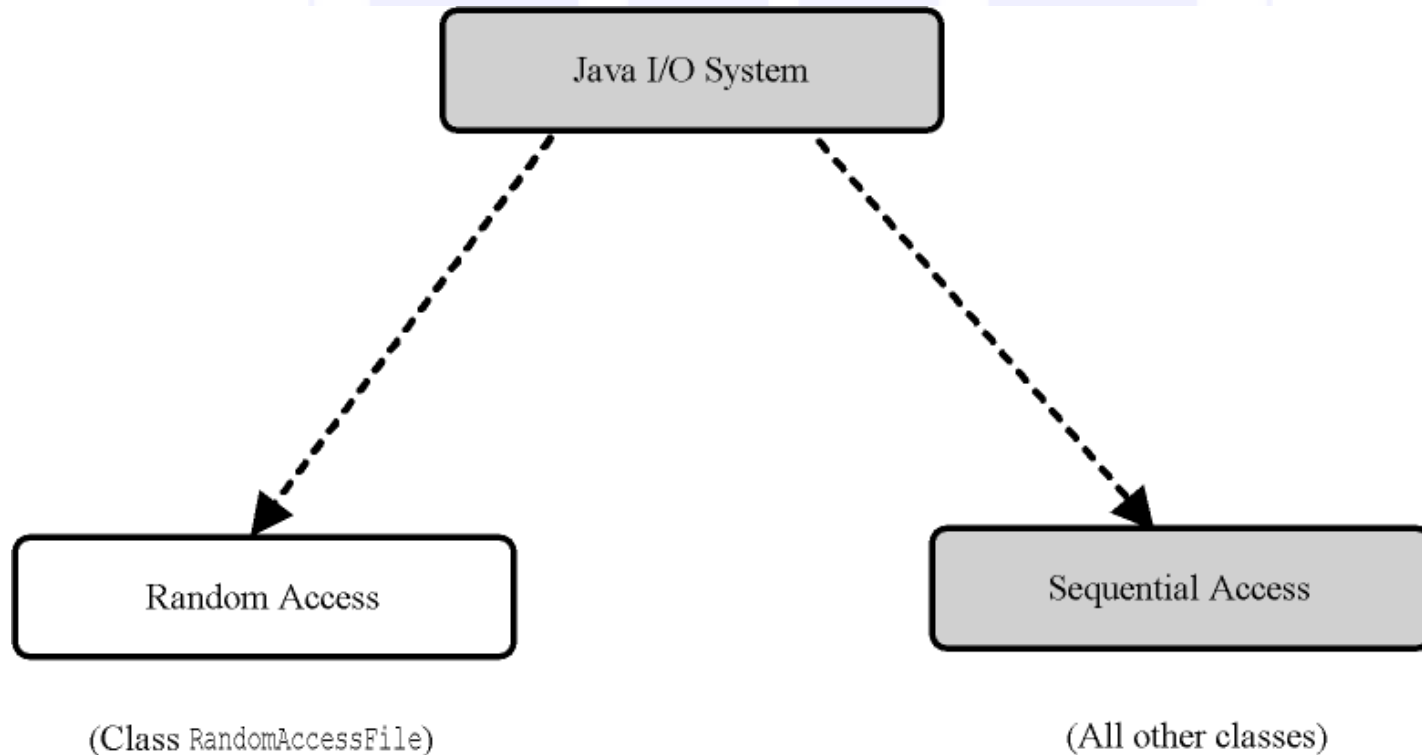 Java I/O System
Random Access
Sequential Access
(Class RandomAccessFile)
(All other classes)